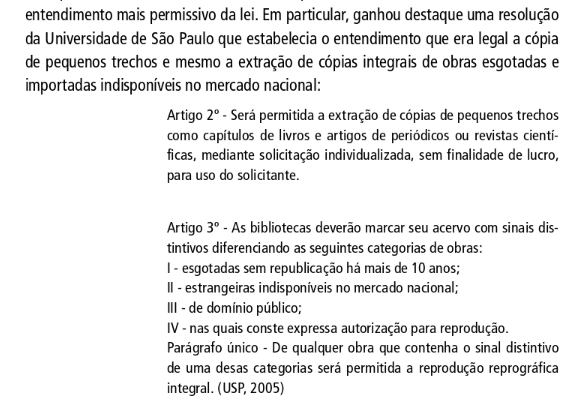 entendimento mais permissivo da lei. Em particular, ganhou destaque uma resolução
da Universidade de São Paulo que estabelecia o entendimento que era legal a cópia
de pequenos trechos e mesmo a extração de cópias integrais de obras esgotadas e
importadas indisponíveis no mercado nacional:
Artigo 2º - Será permitida a extração de cópias de pequenos trechos
como capítulos de livros e artigos de periódicos ou revistas cientí-
ficas, mediante solicitação individualizada, sem finalidade de lucro,
para uso do solicitante.
Artigo 3º - As bibliotecas deverão marcar seu acervo com sinais dis-
tintivos diferenciando as seguintes categorias de obras:
I - esgotadas sem republicação há mais de 10 anos;
II - estrangeiras indisponíveis no mercado nacional;
III - de domínio público;
IV - nas quais conste expressa autorização para reprodução.
Parágrafo único - De qualquer obra que contenha o sinal distintivo
de uma desas categorias será permitida a reprodução reprográfica
integral. (USP, 2005)